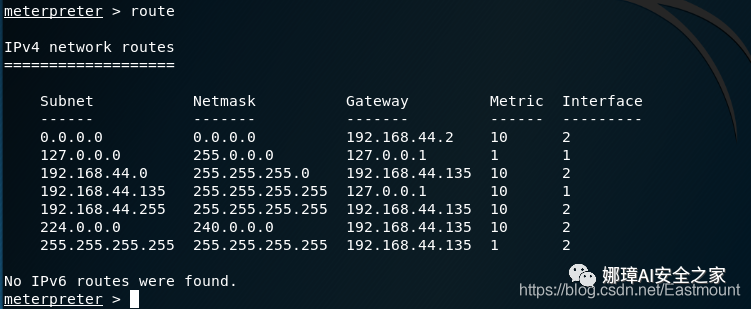 meterpreter > route
IPv4 network routes
===================
Subnet Netmask Gateway Metric Interface
------ ------- ------- ------ ---------
0.0.0.0 0.0.0.0 192.168.44.2 10 2
127.0.0.0 255.0.0.0 127.0.0.1 1 1
192.168.44.0 255.255.255.0 192.168.44.135 10 2
192.168.44.135 255.255.255.255 127.0.0.1 10 1
192.168.44.255 255.255.255.255 192.168.44.135 10 2
224.0.0.0 240.0.0.0 192.168.44.135 10 2
255.255.255.255 255.255.255.255 192.168.44.135 1 2
No IPv6 routes were found.
meterpreter >
娜璋AI安全之家
https://blog.csdn.net/Eastmount